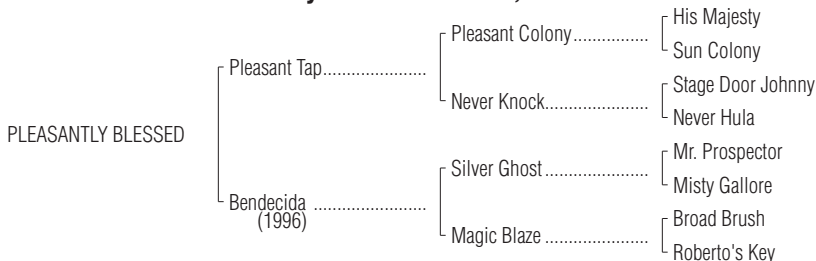 His Majesty
Pleasant Colony................
Sun Colony
Pleasant Tap......................
Stage Door Johnny
Never Knock......................
Never Hula
PLEASANTLY BLESSED
Mr. Prospector
Silver Ghost......................
Misty Gallore
Bendecida ........................
(1996)
Broad Brush
Magic Blaze ......................
Roberto's Key